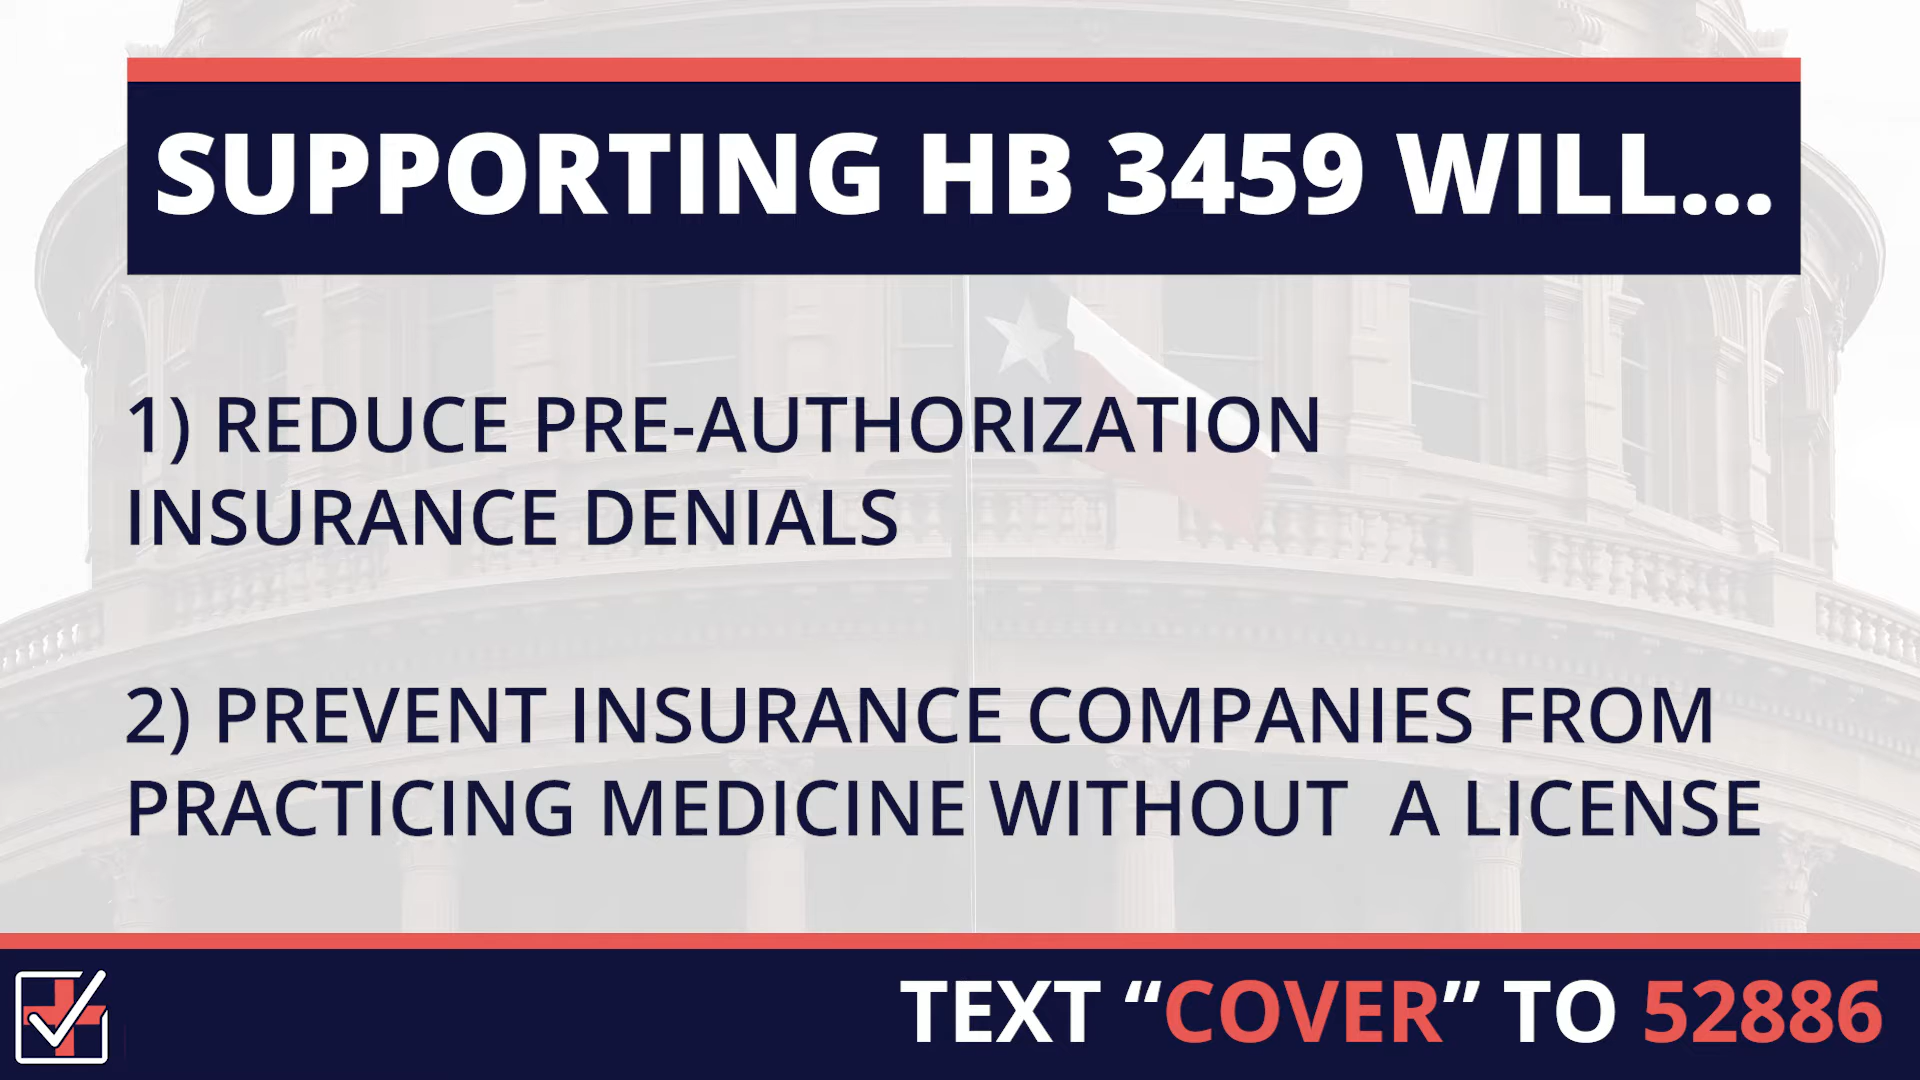 SUPPORTING HB 3459 WILL...
1) REDUCE PRE-AUTHORIZATION
INSURANCE DENIALS
2) PREVENT INSURANCE COMPANIES FROM
PRACTICING MEDICINE WITHOUT  A LICENSE
TEXT “COVER” TO 52886